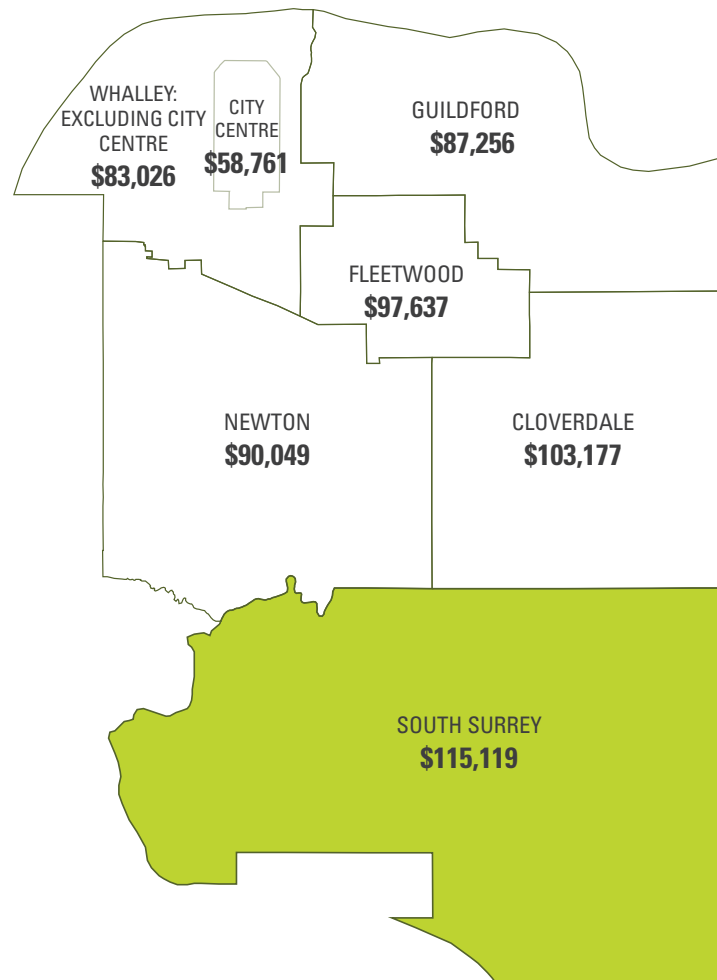 WHALLEY:
EXCLUDING CITY
CENTRE
$83,026
CITY
CENTRE
$58,761
GUILDFORD
$87,256
FLEETWOOD
$97,637
NEWTON
$90,049
CLOVERDALE
$103,177
SOUTH SURREY
$115,119